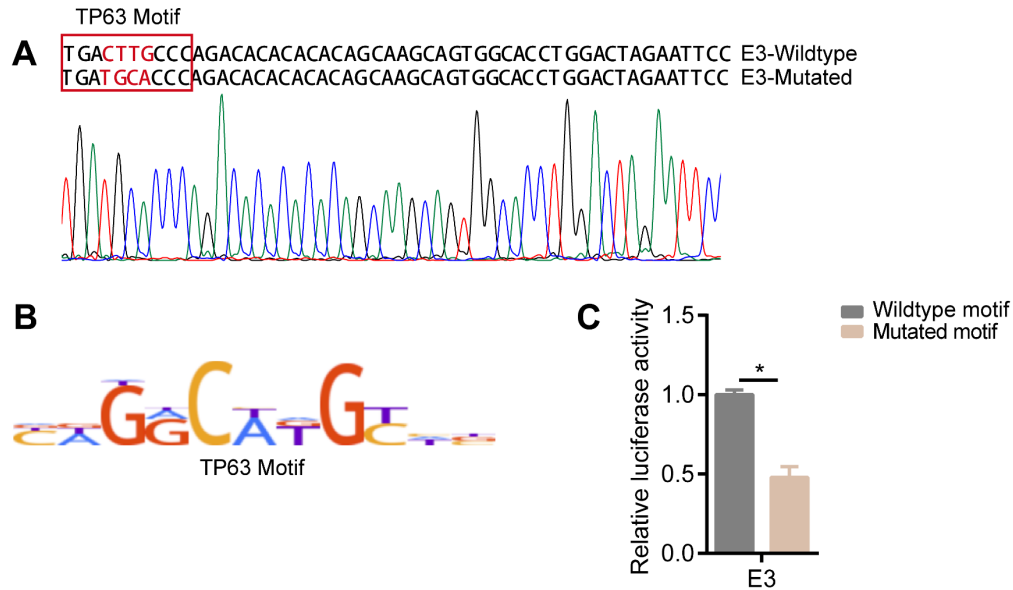 TP63 Motif
A
TGACTTGCCCAGACACACACACAGCAAGCAGTGGCACCTGGACTAGAATTCC E3-Wildtype
TGATGCACCCAGACACACACACAGCAAGCAGTGGCACCTGGACTAGAATTCC E3-Mutated
B
TP63 Motif
C
Relative luciferase activity
1.5
1.0
0.5
0.0
*
E3
Wildtype motif
Mutated motif